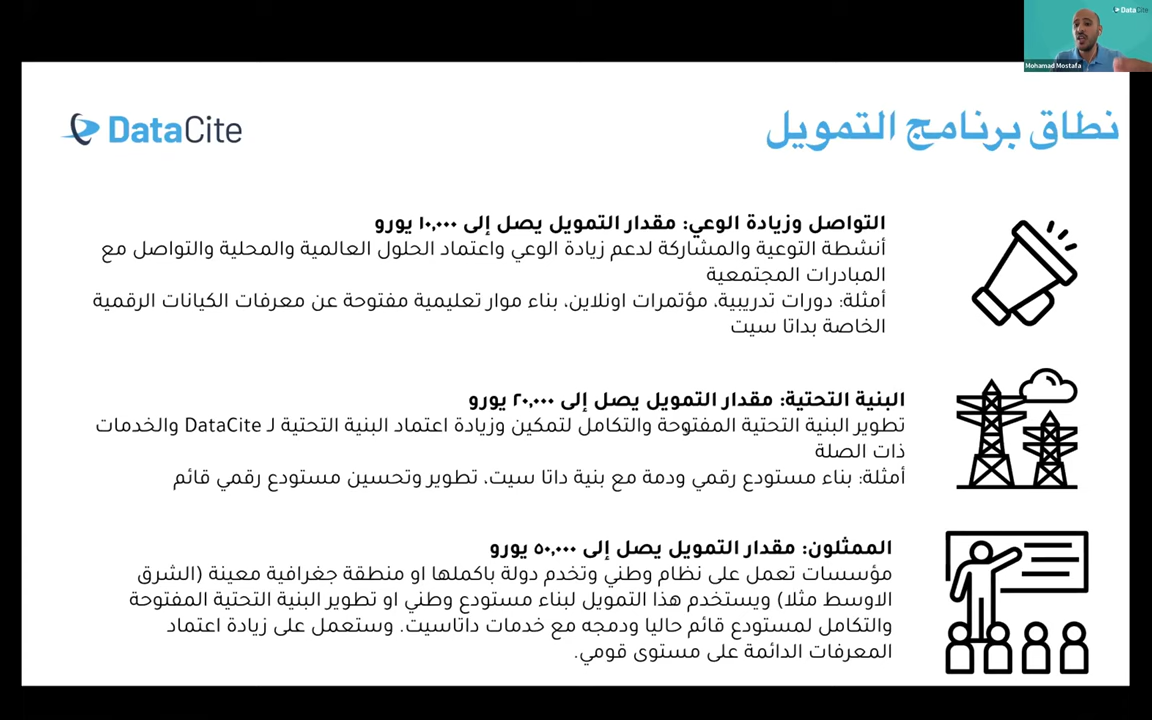 DataCite
Mohamad Mostafa
DataCite
نطاق برنامج التمويل
التواصل وزيادة الوعي: مقدار التمويل يصل إلى ١٠,٠٠٠ يورو
أنشطة التوعية والمشاركة لدعم زيادة الوعي واعتماد الحلول العالمية والمحلية والتواصل مع
المبادرات المجتمعية
أمثلة: دورات تدريبية، مؤتمرات اونلاين، بناء موار تعليمية مفتوحة عن معرفات الكيانات الرقمية
الخاصة بداتا سيت
البنية التحتية: مقدار التمويل يصل إلى ٢٠,٠٠٠ يورو
تطوير البنية التحتية المفتوحة والتكامل لتمكين وزيادة اعتماد البنية التحتية لـ DataCite والخدمات
ذات الصلة
أمثلة: بناء مستودع رقمي ودمة مع بنية داتا سيت، تطوير وتحسين مستودع رقمي قائم
الممثلون: مقدار التمويل يصل إلى ٥٠,٠٠٠ يورو
مؤسسات تعمل على نظام وطني وتخدم دولة باكملها او منطقة جغرافية معينة (الشرق
الاوسط مثلا) ويستخدم هذا التمويل لبناء مستودع وطني او تطوير البنية التحتية المفتوحة
والتكامل لمستودع قائم حاليا ودمجه مع خدمات داتاسيت. وستعمل على زيادة اعتماد
المعرفات الدائمة على مستوى قومي.